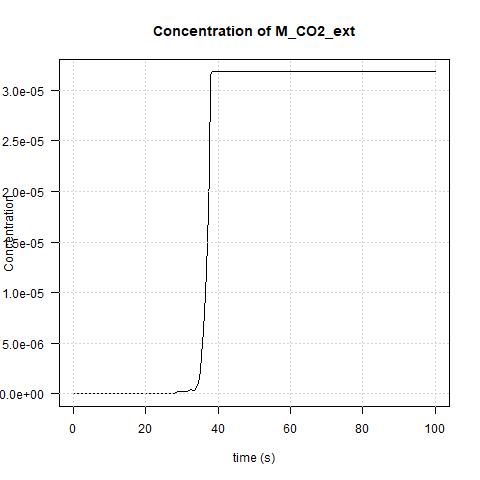 Concentration of M_CO2_ext
3.0e-05
2.5e-05
2.0e-05
1.5e-05
1.0e-05
5.0e-06
0.0e+00
Concentration
0 20 40 60 80 100
time (s)